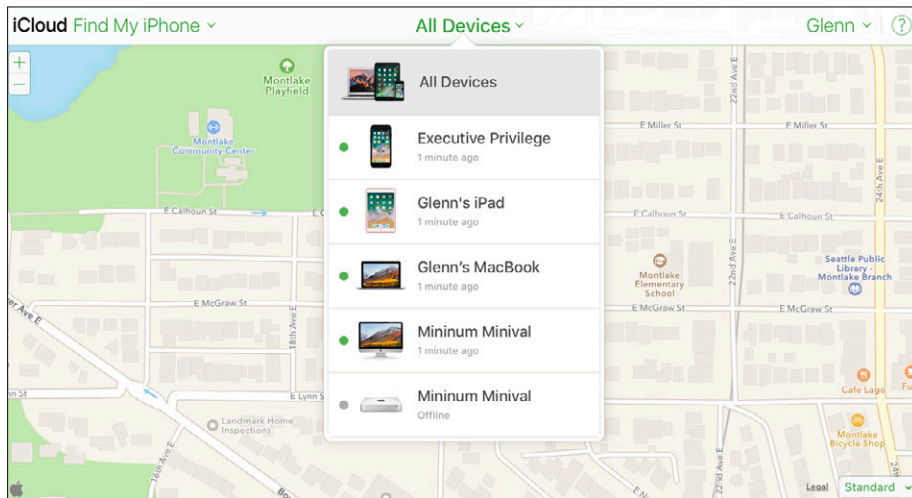 iCloud Find My iPhone
All Devices
Glenn
?
+
−
All Devices
Executive Privilege
1 minute ago
Glenn's iPad
1 minute ago
Glenn’s MacBook
1 minute ago
Mininum Minival
1 minute ago
Mininum Minival
Offline
Montlake
Playfield
Montlake
Community Center
E Calhoun St
E McGraw St
18th Ave E
E Lynn S
Landmark Home
Inspections
16th Ave E
22nd Ave E
E Miller St
E Miller St
E Calhoun St
E Calhoun St
22nd Ave E
24th Ave E
Seattle Public
Library -
Montlake Branch
Montlake
Elementary
School
E McGraw St
E McGraw St
Cafe Lago
Fu
Montlake
Bicycle Shop
24th
Legal
Standard